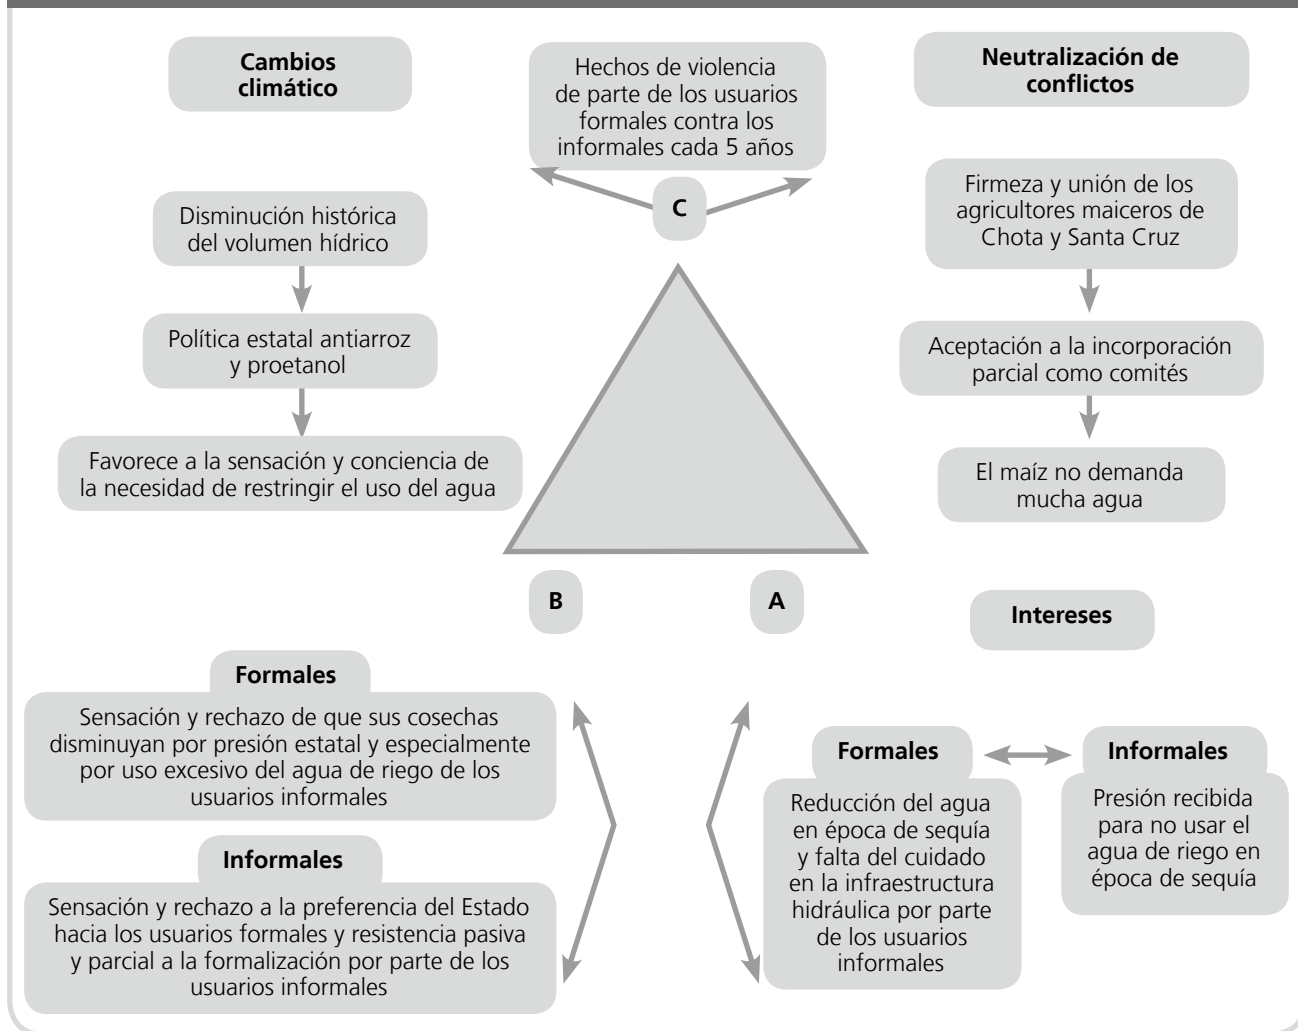 Cambios
climático
Disminución histórica
del volumen hídrico
Política estatal antiarroz
y proetanol
Favorece a la sensación y conciencia de
la necesidad de restringir el uso del agua
Hechos de violencia
de parte de los usuarios
formales contra los
informales cada 5 años
C
Neutralización de
conflictos
Firmeza y unión de los
agricultores maiceros de
Chota y Santa Cruz
Aceptación a la incorporación
parcial como comités
El maíz no demanda
mucha agua
B
A
Intereses
Formales
Sensación y rechazo de que sus cosechas
disminuyan por presión estatal y especialmente
por uso excesivo del agua de riego de los
usuarios informales
Informales
Sensación y rechazo a la preferencia del Estado
hacia los usuarios formales y resistencia pasiva
y parcial a la formalización por parte de los
usuarios informales
Formales
Reducción del agua
en época de sequía
y falta del cuidado
en la infraestructura
hidráulica por parte
de los usuarios
informales
Informales
Presión recibida
para no usar el
agua de riego en
época de sequía